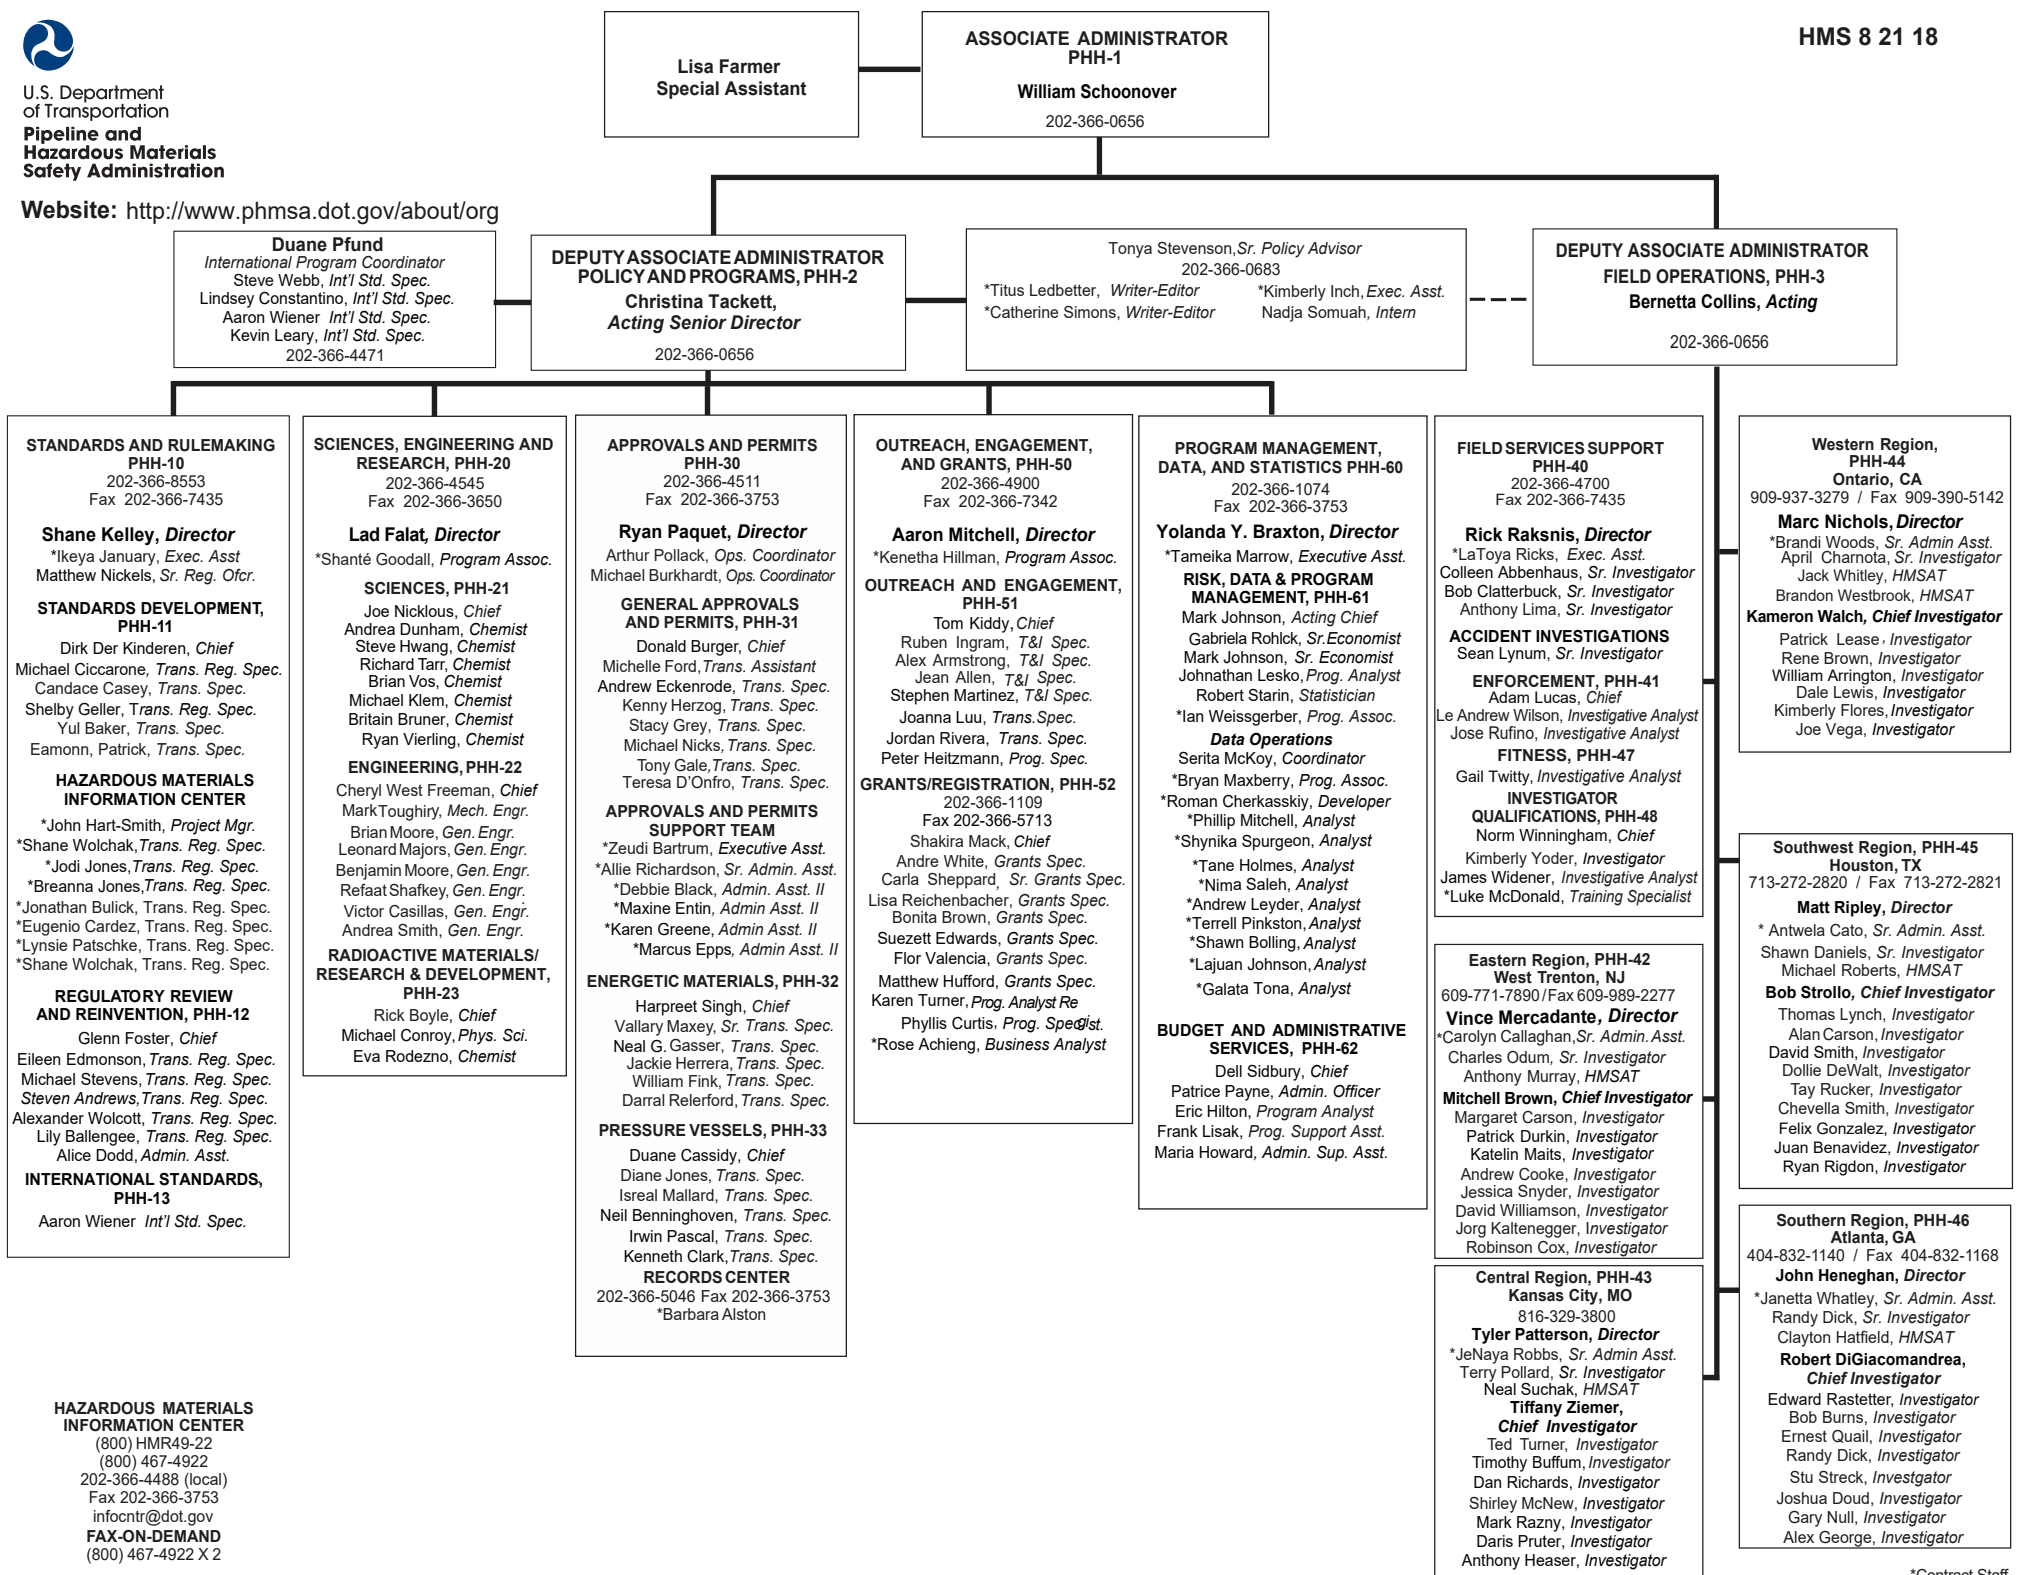 U.S. Department
of Transportation
Pipeline and
Hazardous Materials
Safety Administration
Website: http://www.phmsa.dot.gov/about/org
Lisa Farmer
Special Assistant
ASSOCIATE ADMINISTRATOR
PHH-1
William Schoonover
202-366-0656
HMS 8 21 18
Duane Pfund
International Program Coordinator
Steve Webb, Int'l Std. Spec.
Lindsey Constantino, Int'l Std. Spec.
Aaron Wiener Int'l Std. Spec.
Kevin Leary, Int'l Std. Spec.
202-366-4471
DEPUTY ASSOCIATE ADMINISTRATOR
POLICY AND PROGRAMS, PHH-2
Christina Tackett,
Acting Senior Director
202-366-0656
Tonya Stevenson, Sr. Policy Advisor
202-366-0683
*Titus Ledbetter, Writer-Editor *Kimberly Inch, Exec. Asst.
*Catherine Simons, Writer-Editor Nadja Somuah, Intern
DEPUTY ASSOCIATE ADMINISTRATOR
FIELD OPERATIONS, PHH-3
Bernetta Collins, Acting
202-366-0656
STANDARDS AND RULEMAKING
PHH-10
202-366-8553
Fax 202-366-7435
Shane Kelley, Director
*Ikeya January, Exec. Asst
Matthew Nickels, Sr. Reg. Ofcr.
STANDARDS DEVELOPMENT,
PHH-11
Dirk Der Kinderen, Chief
Michael Ciccarone, Trans. Reg. Spec.
Candace Casey, Trans. Spec.
Shelby Geller, Trans. Reg. Spec.
Yul Baker, Trans. Spec.
Eamonn, Patrick, Trans. Spec.
HAZARDOUS MATERIALS
INFORMATION CENTER
*John Hart-Smith, Project Mgr.
*Shane Wolchak, Trans. Reg. Spec.
*Jodi Jones, Trans. Reg. Spec.
*Breanna Jones, Trans. Reg. Spec.
*Jonathan Bulick, Trans. Reg. Spec.
*Eugenio Cardez, Trans. Reg. Spec.
*Lynsie Patschke, Trans. Reg. Spec.
*Shane Wolchak, Trans. Reg. Spec.
REGULATORY REVIEW
AND REINVENTION, PHH-12
Glenn Foster, Chief
Eileen Edmonson, Trans. Reg. Spec.
Michael Stevens, Trans. Reg. Spec.
Steven Andrews, Trans. Reg. Spec.
Alexander Wolcott, Trans. Reg. Spec.
Lily Ballengee, Trans. Reg. Spec.
Alice Dodd, Admin. Asst.
INTERNATIONAL STANDARDS,
PHH-13
Aaron Wiener Int'l Std. Spec.
SCIENCES, ENGINEERING AND
RESEARCH, PHH-20
202-366-4545
Fax 202-366-3650
Lad Falat, Director
*Shanté Goodall, Program Assoc.
SCIENCES, PHH-21
Joe Nicklous, Chief
Andrea Dunham, Chemist
Steve Hwang, Chemist
Richard Tarr, Chemist
Brian Vos, Chemist
Michael Klem, Chemist
Britain Bruner, Chemist
Ryan Vierling, Chemist
ENGINEERING, PHH-22
Cheryl West Freeman, Chief
Mark Toughiry, Mech. Engr.
Brian Moore, Gen. Engr.
Leonard Majors, Gen. Engr.
Benjamin Moore, Gen. Engr.
Refaat Shafkey, Gen. Engr.
Victor Casillas, Gen. Engr.
Andrea Smith, Gen. Engr.
RADIOACTIVE MATERIALS/
RESEARCH & DEVELOPMENT,
PHH-23
Rick Boyle, Chief
Michael Conroy, Phys. Sci.
Eva Rodezno, Chemist
APPROVALS AND PERMITS
PHH-30
202-366-4511
Fax 202-366-3753
Ryan Paquet, Director
Arthur Pollack, Ops. Coordinator
Michael Burkhardt, Ops. Coordinator
GENERAL APPROVALS
AND PERMITS, PHH-31
Donald Burger, Chief
Michelle Ford, Trans. Assistant
Andrew Eckenrode, Trans. Spec.
Kenny Herzog, Trans. Spec.
Stacy Grey, Trans. Spec.
Michael Nicks, Trans. Spec.
Tony Gale, Trans. Spec.
Teresa D'Onfro, Trans. Spec.
APPROVALS AND PERMITS
SUPPORT TEAM
*Zeudi Bartrum, Executive Asst.
*Allie Richardson, Sr. Admin. Asst.
*Debbie Black, Admin. Asst. II
*Maxine Entin, Admin Asst. II
*Karen Greene, Admin Asst. II
*Marcus Epps, Admin Asst. II
ENERGETIC MATERIALS, PHH-32
Harpreet Singh, Chief
Vallary Maxey, Sr. Trans. Spec.
Neal G. Gasser, Trans. Spec.
Jackie Herrera, Trans. Spec.
William Fink, Trans. Spec.
Darral Relerford, Trans. Spec.
PRESSURE VESSELS, PHH-33
Duane Cassidy, Chief
Diane Jones, Trans. Spec.
Isreal Mallard, Trans. Spec.
Neil Benninghoven, Trans. Spec.
Irwin Pascal, Trans. Spec.
Kenneth Clark, Trans. Spec.
RECORDS CENTER
202-366-5046 Fax 202-366-3753
*Barbara Alston
OUTREACH, ENGAGEMENT,
AND GRANTS, PHH-50
202-366-4900
Fax 202-366-7342
Aaron Mitchell, Director
*Kenetha Hillman, Program Assoc.
OUTREACH AND ENGAGEMENT,
PHH-51
Tom Kiddy, Chief
Ruben Ingram, T&I Spec.
Alex Armstrong, T&I Spec.
Jean Allen, T&I Spec.
Stephen Martinez, T&I Spec.
Joanna Luu, Trans. Spec.
Jordan Rivera, Trans. Spec.
Peter Heitzmann, Prog. Spec.
GRANTS/REGISTRATION, PHH-52
202-366-1109
Fax 202-366-5713
Shakira Mack, Chief
Andre White, Grants Spec.
Carla Sheppard, Sr. Grants Spec.
Lisa Reichenbacher, Grants Spec.
Bonita Brown, Grants Spec.
Suezett Edwards, Grants Spec.
Flor Valencia, Grants Spec.
Matthew Hufford, Grants Spec.
Karen Turner, Prog. Analyst Re
Phyllis Curtis, Prog. Spec.
*Rose Achieng, Business Analyst
PROGRAM MANAGEMENT,
DATA, AND STATISTICS PHH-60
202-366-1074
Fax 202-366-3753
Yolanda Y. Braxton, Director
*Tameika Marrow, Executive Asst.
RISK, DATA & PROGRAM
MANAGEMENT, PHH-61
Mark Johnson, Acting Chief
Gabriela Rohlck, Sr. Economist
Mark Johnson, Sr. Economist
Johnathan Lesko, Prog. Analyst
Robert Starin, Statistician
*Ian Weissgerber, Prog. Assoc.
Data Operations
Serita McKoy, Coordinator
*Bryan Maxberry, Prog. Assoc.
*Roman Cherkasskiy, Developer
*Phillip Mitchell, Analyst
*Shynika Spurgeon, Analyst
*Tane Holmes, Analyst
*Nima Saleh, Analyst
*Andrew Leyder, Analyst
*Terrell Pinkston, Analyst
*Shawn Bolling, Analyst
*Lajuan Johnson, Analyst
*Galata Tona, Analyst
BUDGET AND ADMINISTRATIVE
SERVICES, PHH-62
Dell Sidbury, Chief
Patrice Payne, Admin. Officer
Eric Hilton, Program Analyst
Frank Lisak, Prog. Support Asst.
Maria Howard, Admin. Sup. Asst.
FIELD SERVICES SUPPORT
PHH-40
202-366-4700
Fax 202-366-7435
Rick Raksnis, Director
*LaToya Ricks, Exec. Asst.
Colleen Abbenhaus, Sr. Investigator
Bob Clatterbuck, Sr. Investigator
Anthony Lima, Sr. Investigator
ACCIDENT INVESTIGATIONS
Sean Lynum, Sr. Investigator
ENFORCEMENT, PHH-41
Adam Lucas, Chief
Le Andrew Wilson, Investigative Analyst
Jose Rufino, Investigative Analyst
FITNESS, PHH-47
Gail Twitty, Investigative Analyst
INVESTIGATOR
QUALIFICATIONS, PHH-48
Norm Winningham, Chief
Kimberly Yoder, Investigator
James Widener, Investigative Analyst
*Luke McDonald, Training Specialist
Eastern Region, PHH-42
West Trenton, NJ
609-771-7890/Fax 609-989-2277
Vince Mercadante, Director
*Carolyn Callaghan, Sr. Admin. Asst.
Charles Odum, Sr. Investigator
Anthony Murray, HMSAT
Mitchell Brown, Chief Investigator
Margaret Carson, Investigator
Patrick Durkin, Investigator
Katelin Maits, Investigator
Andrew Cooke, Investigator
Jessica Snyder, Investigator
David Williamson, Investigator
Jorg Kaltenegger, Investigator
Robinson Cox, Investigator
Central Region, PHH-43
Kansas City, MO
816-329-3800
Tyler Patterson, Director
*JeNaya Robbs, Sr. Admin Asst.
Terry Pollard, Sr. Investigator
Neal Suchak, HMSAT
Tiffany Ziemer,
Chief Investigator
Ted Turner, Investigator
Timothy Buffum, Investigator
Dan Richards, Investigator
Shirley McNew, Investigator
Mark Razny, Investigator
Daris Pruter, Investigator
Anthony Heaser, Investigator
Western Region,
PHH-44
Ontario, CA
909-937-3279 / Fax 909-390-5142
Marc Nichols, Director
*Brandi Woods, Sr. Admin Asst.
April Charnota, Sr. Investigator
Jack Whitley, HMSAT
Brandon Westbrook, HMSAT
Kameron Walch, Chief Investigator
Patrick Lease, Investigator
Rene Brown, Investigator
William Arrington, Investigator
Dale Lewis, Investigator
Kimberly Flores, Investigator
Joe Vega, Investigator
Southwest Region, PHH-45
Houston, TX
713-272-2820 / Fax 713-272-2821
Matt Ripley, Director
* Antwela Cato, Sr. Admin. Asst.
Shawn Daniels, Sr. Investigator
Michael Roberts, HMSAT
Bob Strollo, Chief Investigator
Thomas Lynch, Investigator
Alan Carson, Investigator
David Smith, Investigator
Dollie DeWalt, Investigator
Tay Rucker, Investigator
Chevella Smith, Investigator
Felix Gonzalez, Investigator
Juan Benavidez, Investigator
Ryan Rigdon, Investigator
Southern Region, PHH-46
Atlanta, GA
404-832-1140 / Fax 404-832-1168
John Heneghan, Director
*Janetta Whatley, Sr. Admin. Asst.
Randy Dick, Sr. Investigator
Clayton Hatfield, HMSAT
Robert DiGiacomandrea,
Chief Investigator
Edward Rastetter, Investigator
Bob Burns, Investigator
Ernest Quail, Investigator
Randy Dick, Investigator
Stu Streck, Investgator
Joshua Doud, Investigator
Gary Null, Investigator
Alex George, Investigator
HAZARDOUS MATERIALS
INFORMATION CENTER
(800) HMR49-22
(800) 467-4922
202-366-4488 (local)
Fax 202-366-3753
infocntr@dot.gov
FAX-ON-DEMAND
(800) 467-4922 X 2
*Contract Staff